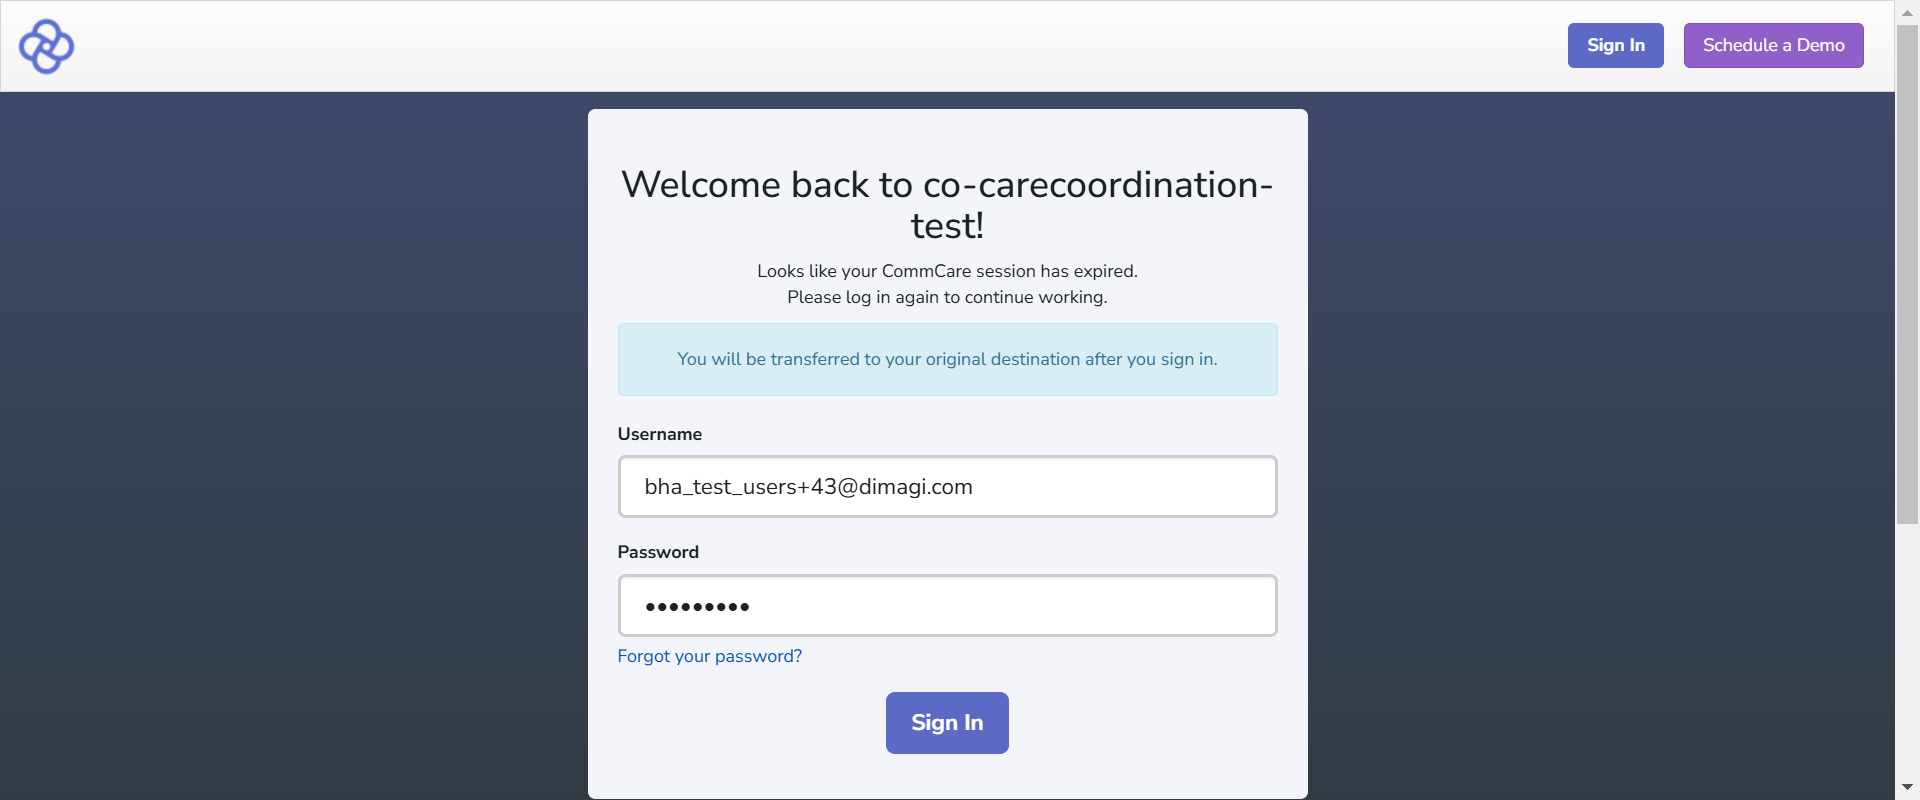 Sign In
Schedule a Demo
Welcome back to co-carecoordination-
test!
Looks like your CommCare session has expired.
Please log in again to continue working.
You will be transferred to your original destination after you sign in.
Username
bha_test_users+43@dimagi.com
Password
•••••••••
Forgot your password?
Sign In